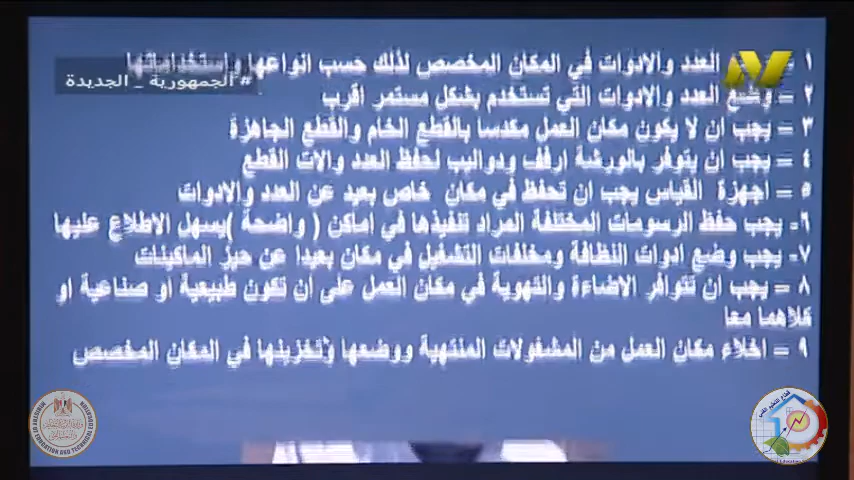 ١ = العدد والادوات في المكان المخصص لذلك حسب انواعها واستخداماتها
# الجمهورية _ الجديدة
٢ = وضع العدد والادوات التي تستخدم بشكل مستمر اقرب
٣ = يجب ان لا يكون مكان العمل مكدسا بالقطع الخام والقطع الجاهزة
٤ = يجب ان يتوفر بالورشة ارفف ودواليب لحفظ العدد والات القطع
٥ = اجهزة القياس يجب ان تحفظ في مكان خاص بعيد عن العدد والادوات
٦- يجب حفظ الرسومات المختلفة المراد تنفيذها في اماكن ( واضحة )يسهل الاطلاع عليها
٧- يجب وضع ادوات النظافة ومخلفات التشغيل في مكان بعيدا عن حيز الماكينات
٨ = يجب ان تتوافر الاضاءة والتهوية في مكان العمل على ان تكون طبيعية او صناعية او
كلاهما معا
٩ = اخلاء مكان العمل من المشغولات المنتهية ووضعها وتخزينها في المكان المخصص